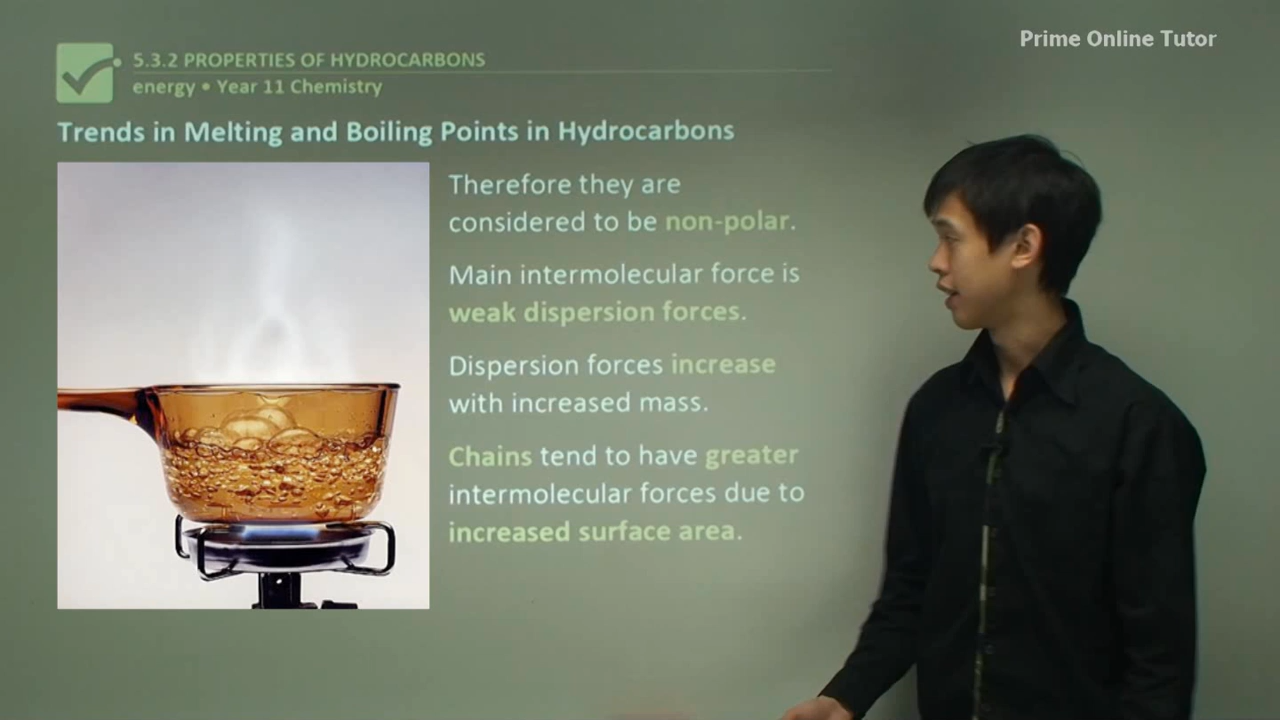 Prime Online Tutor
5.3.2 PROPERTIES OF HYDROCARBONS
energy • Year 11 Chemistry
Trends in Melting and Boiling Points in Hydrocarbons
Therefore they are
considered to be non-polar.
Main intermolecular force is
weak dispersion forces.
Dispersion forces increase
with increased mass.
Chains tend to have greater
intermolecular forces due to
increased surface area.